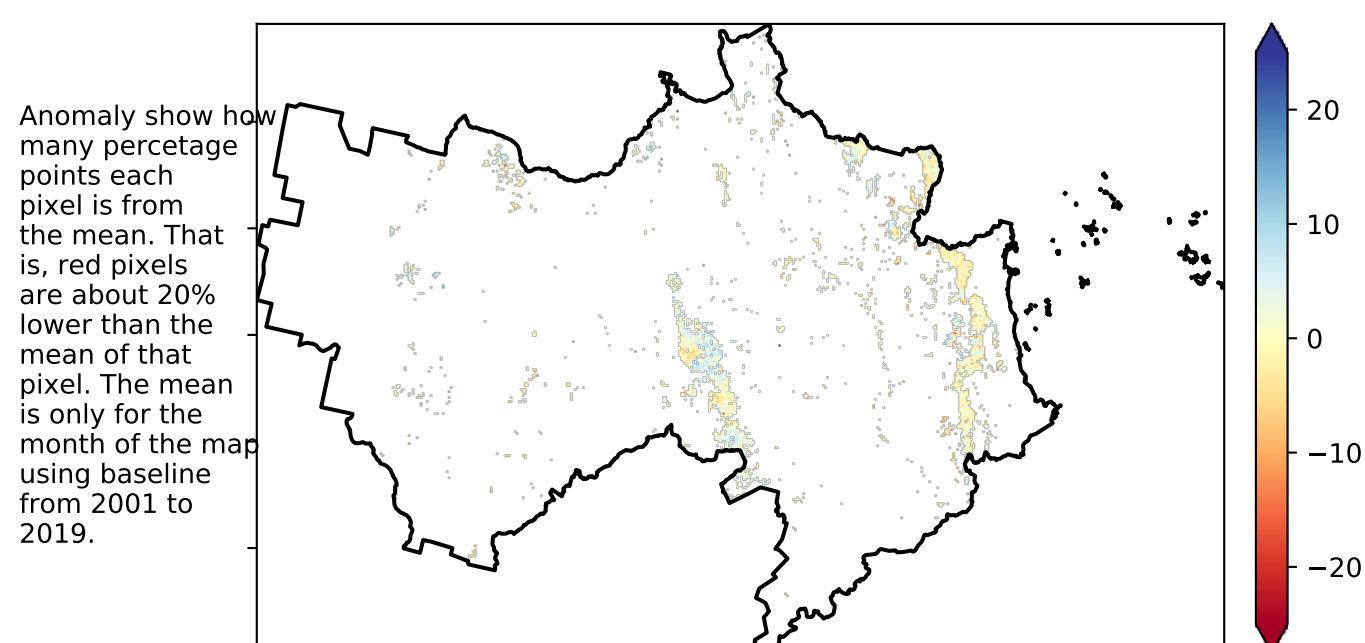 Anomaly show how
many percetage
points each
pixel is from
the mean. That
is, red pixels
are about 20%
lower than the
mean of that
pixel. The mean
is only for the
month of the map
using baseline
from 2001 to
2019.
20
10
0
−10
−20